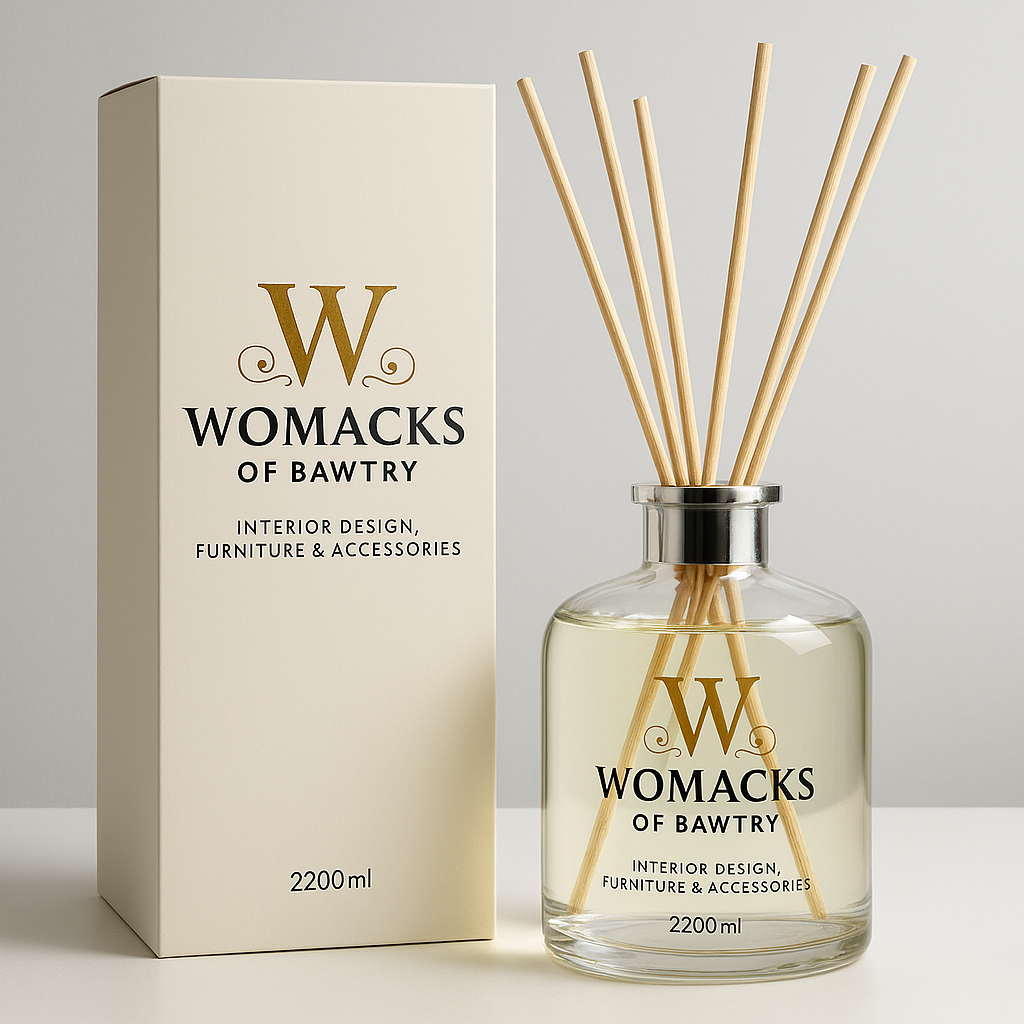 W
WOMACKS
OF BAWTRY
INTERIOR DESIGN,
FURNITURE & ACCESSORIES
2200 ml
W
WOMACKS
OF BAWTRY
INTERIOR DESIGN,
FURNITURE & ACCESSORIES
2200 ml